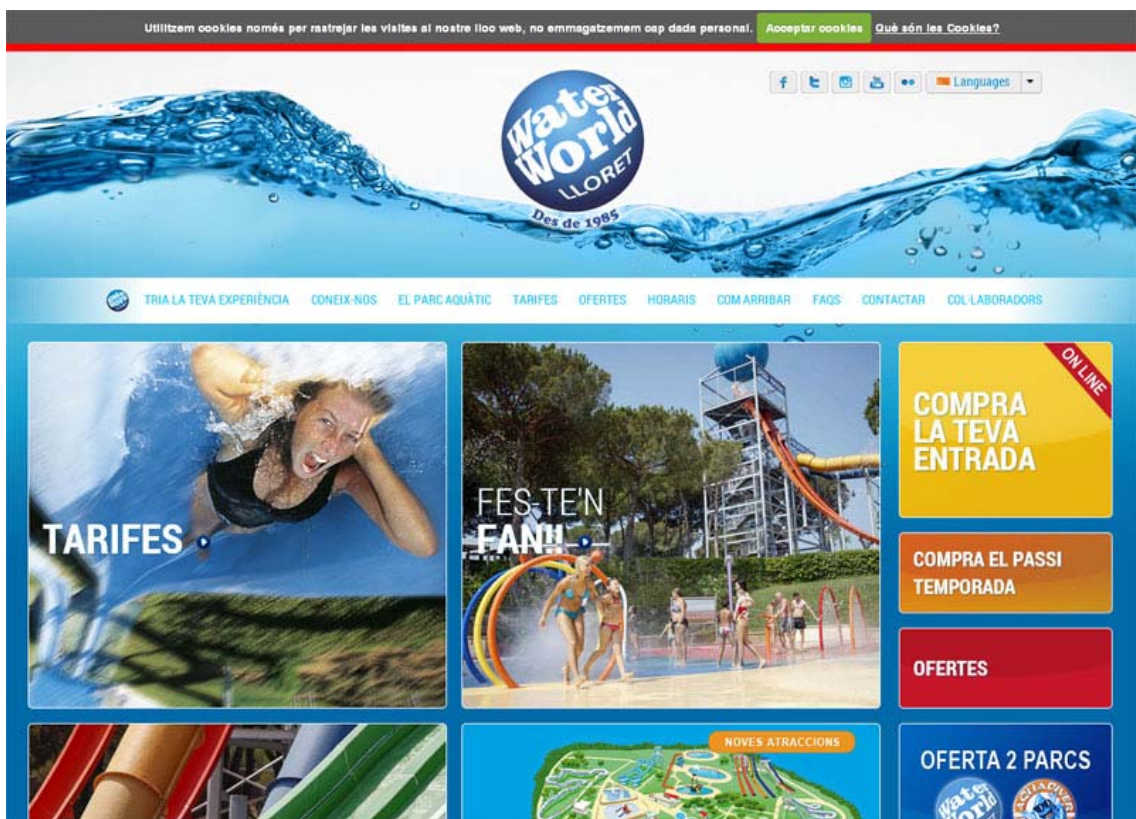 Utilitzem cookies només per rastrejar les visites al nostre lloc web, no emmagatzemem cap dada personal. Acceptar cookies Què són les Cookies?
Languages
Water
World
LLORET
Des de 1985
TRIA LA TEVA EXPERIÈNCIA CONEIX-NOS EL PARC AQUÀTIC TARIFES OFERTES HORARIS COM ARRIBAR FAQS CONTACTAR COL·LABORADORS
TARIFES
FES-TE'N
FAN!!
ON LINE
COMPRA
LA TEVA
ENTRADA
COMPRA EL PASSI
TEMPORADA
OFERTES
NOVES ATRACCIONS
OFERTA 2 PARCS
Water
World
AQUADIVER